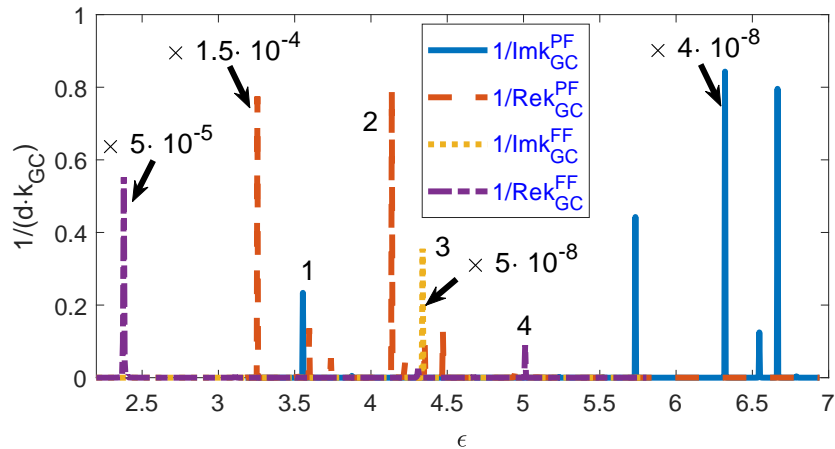 × 1.5· 10^-4
× 4· 10^-8
× 5· 10^-5
1/Imk_GC^PF
1/Rek_GC^PF
1/Imk_GC^FF
1/Rek_GC^FF
1
2
3
× 5· 10^-8
4
1/(d·k_GC)
1
0.8
0.6
0.4
0.2
0
2.5 3 3.5 4 4.5 5 5.5 6 6.5 7
ϵ